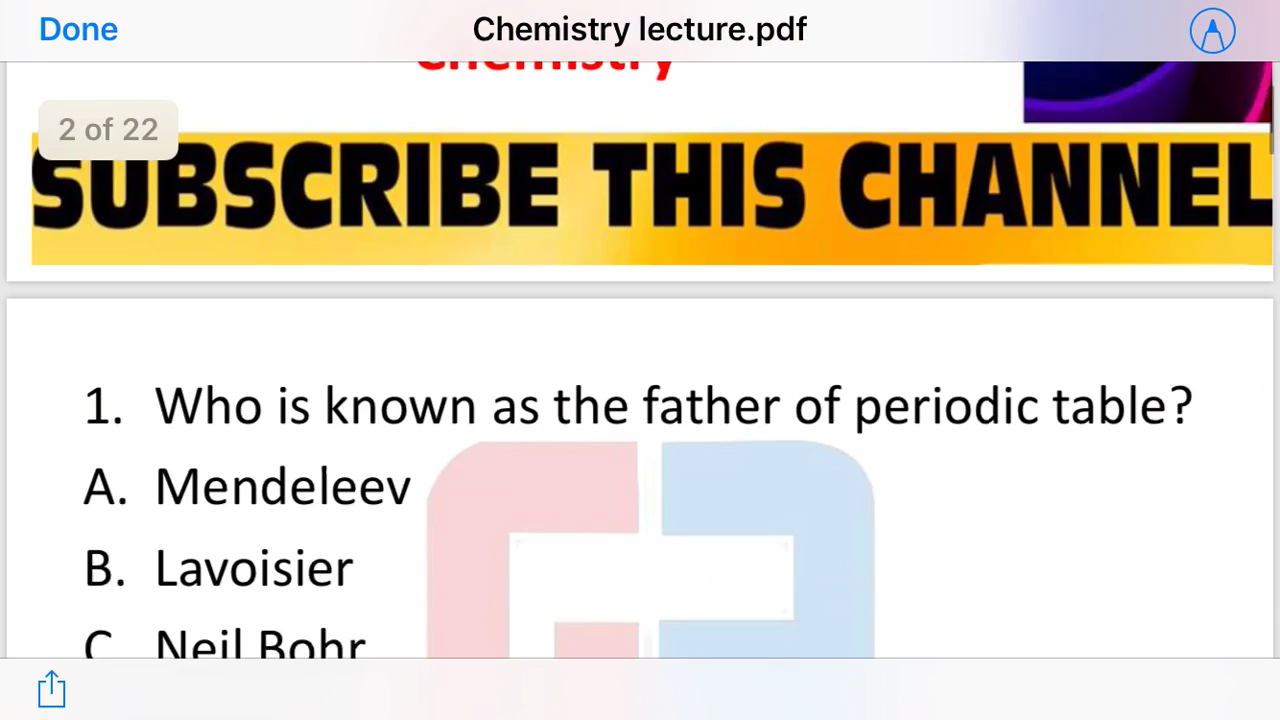 Done
Chemistry lecture.pdf
Chemistry
2 of 22
SUBSCRIBE THIS CHANNEL
1. Who is known as the father of periodic table?
A. Mendeleev
B. Lavoisier
C Neil Bohr